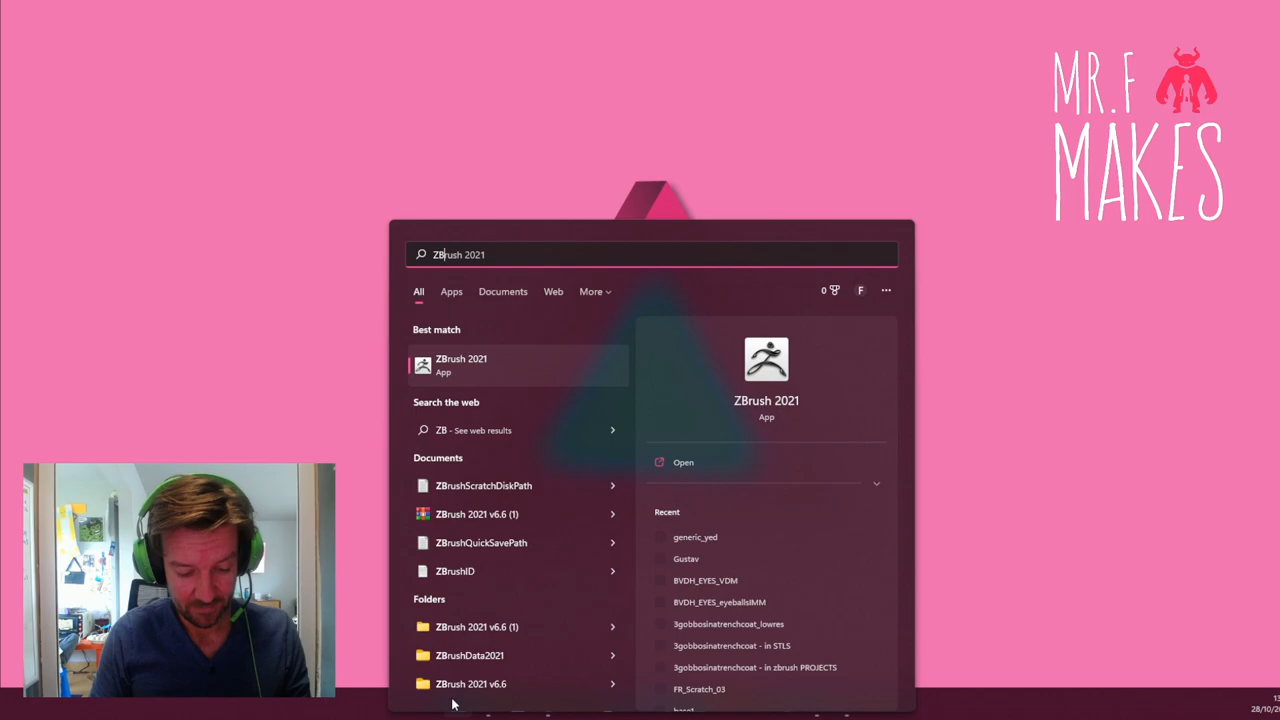 MR.F
MAKES
ZBrush 2021
All
Apps
Documents
Web
More
0
F
Best match
ZBrush 2021
App
Search the web
ZB - See web results
Documents
ZBrushScratchDiskPath
ZBrush 2021 v6.6 (1)
ZBrushQuickSavePath
ZBrushID
Folders
ZBrush 2021 v6.6 (1)
ZBrushData2021
ZBrush 2021 v6.6
ZBrush 2021
App
Open
Recent
generic_yed
Gustav
BVDH_EYES_VDM
BVDH_EYES_eyeballsIMM
3gobbosinatrenchcoat_lowres
3gobbosinatrenchcoat - in STLS
3gobbosinatrenchcoat - in zbrush PROJECTS
FR_Scratch_03